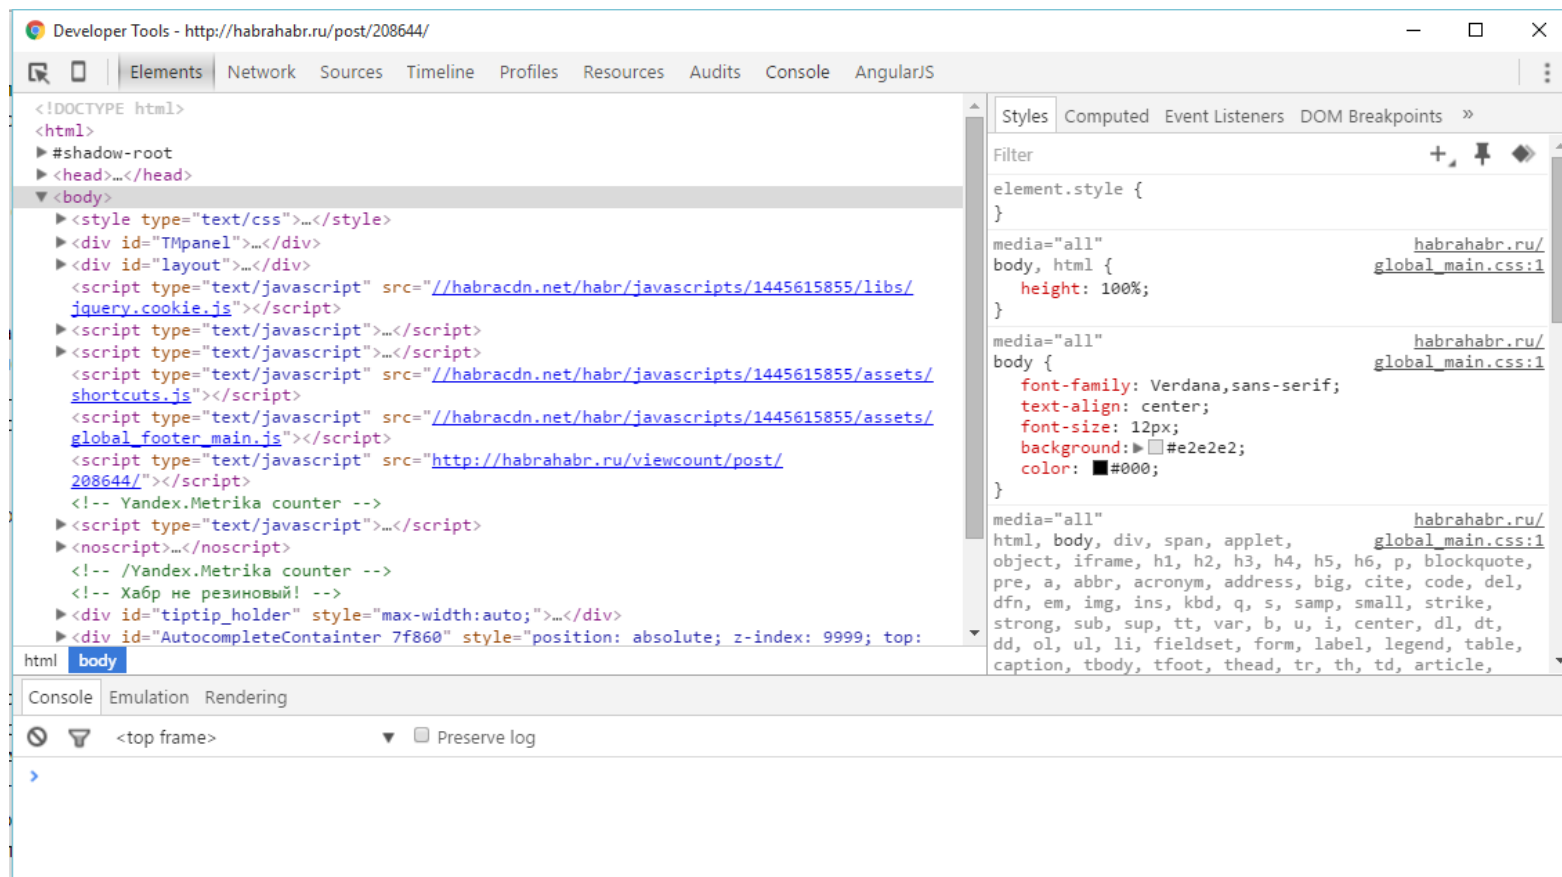 Developer Tools - http://habrahabr.ru/post/208644/
Elements Network Sources Timeline Profiles Resources Audits Console AngularJS
<!DOCTYPE html>
<html>
#shadow-root
<head>…</head>
<body>
<style type="text/css">…</style>
<div id="TMpanel">…</div>
<div id="layout">…</div>
<script type="text/javascript" src="//habracdn.net/habr/javascripts/1445615855/libs/
jquery.cookie.js"></script>
<script type="text/javascript">…</script>
<script type="text/javascript">…</script>
<script type="text/javascript" src="//habracdn.net/habr/javascripts/1445615855/assets/
shortcuts.js"></script>
<script type="text/javascript" src="//habracdn.net/habr/javascripts/1445615855/assets/
global_footer_main.js"></script>
<script type="text/javascript" src="http://habrahabr.ru/viewcount/post/
208644/"></script>
<!-- Yandex.Metrika counter -->
<script type="text/javascript">…</script>
<noscript>…</noscript>
<!-- /Yandex.Metrika counter -->
<!-- Хабр не резиновый! -->
<div id="tiptip_holder" style="max-width:auto;">…</div>
<div id="AutocompleteContainter_7f860" style="position: absolute; z-index: 9999; top:
html body
Styles Computed Event Listeners DOM Breakpoints »
Filter
element.style {
}
media="all" habrahabr.ru/
body, html { global_main.css:1
height: 100%;
}
media="all" habrahabr.ru/
body { global_main.css:1
font-family: Verdana,sans-serif;
text-align: center;
font-size: 12px;
background: #e2e2e2;
color: #000;
}
media="all" habrahabr.ru/
html, body, div, span, applet, global_main.css:1
object, iframe, h1, h2, h3, h4, h5, h6, p, blockquote,
pre, a, abbr, acronym, address, big, cite, code, del,
dfn, em, img, ins, kbd, q, s, samp, small, strike,
strong, sub, sup, tt, var, b, u, i, center, dl, dt,
dd, ol, ul, li, fieldset, form, label, legend, table,
caption, tbody, tfoot, thead, tr, th, td, article,
Console Emulation Rendering
<top frame> Preserve log